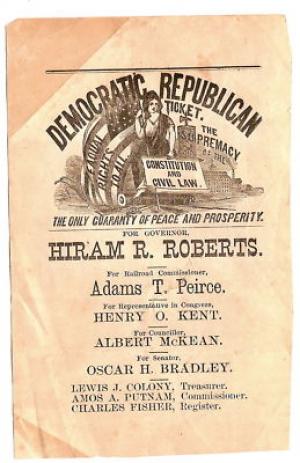 DEMOCRATIC REPUBLICAN
TICKET.
THE
SUPREMACY
OF THE
EQUAL
RIGHTS
TO ALL
CONSTITUTION
AND
CIVIL LAW.
THE ONLY GUARANTY OF PEACE AND PROSPERITY.
FOR GOVERNOR,
HIRAM R. ROBERTS.
For Railroad Commissioner,
Adams T. Peirce.
For Representative in Congress,
HENRY O. KENT.
For Councillor,
ALBERT McKEAN.
For Senator,
OSCAR H. BRADLEY.
LEWIS J. COLONY, Treasurer.
AMOS A. PUTNAM, Commissioner.
CHARLES FISHER, Register.